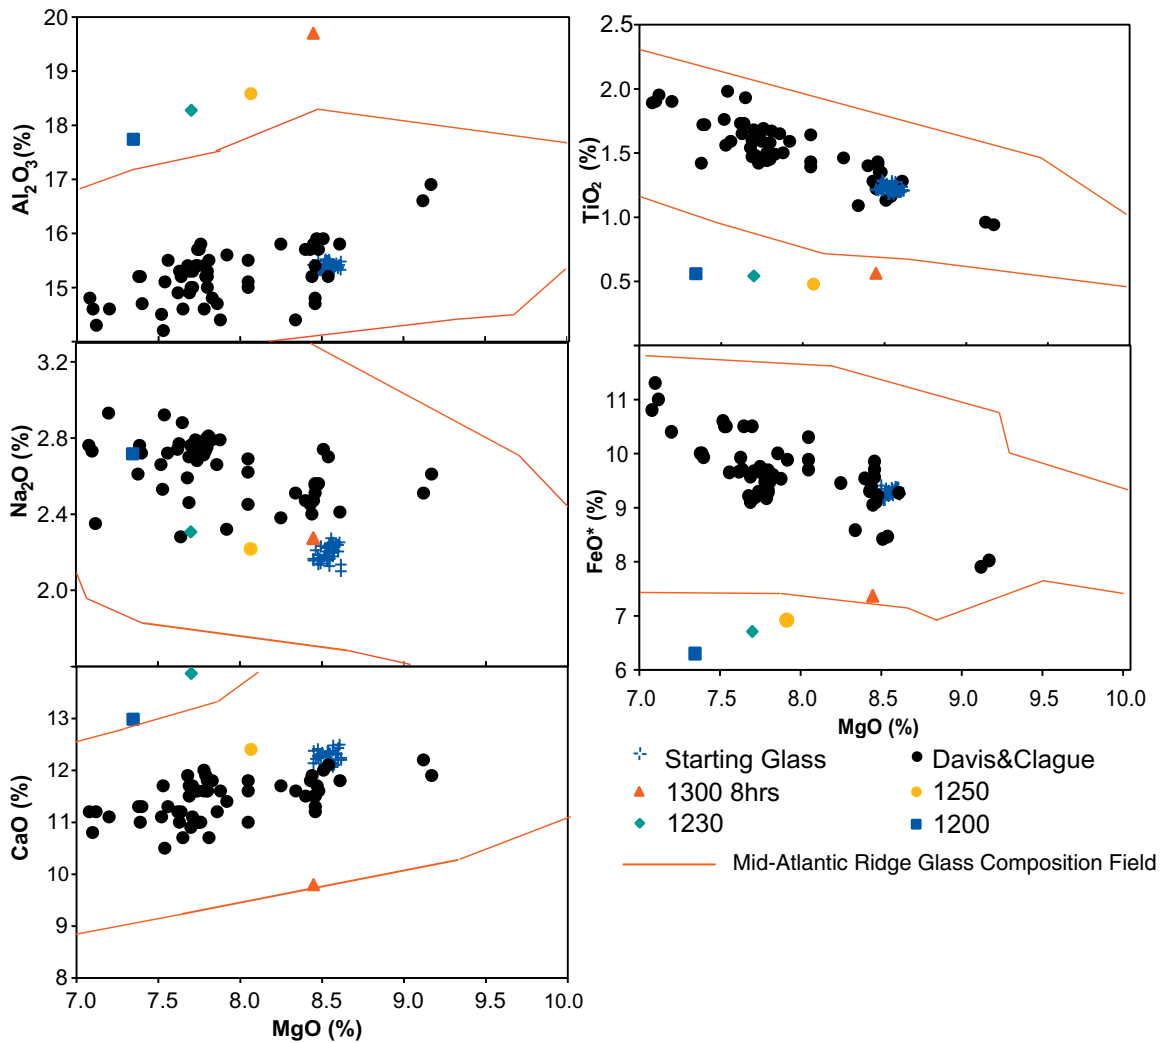 20
19
18
17
16
15
Al2O3 (%)
3.2
2.8
2.4
2.0
Na2O (%)
13
12
11
10
9
8
CaO (%)
7.0 7.5 8.0 8.5 9.0 9.5 10.0
MgO (%)
2.5
2.0
1.5
1.0
0.5
TiO2 (%)
11
10
9
8
7
6
FeO* (%)
7.0 7.5 8.0 8.5 9.0 9.5 10.0
MgO (%)
Starting Glass Davis&Clague
1300 8hrs 1250
1230 1200
Mid-Atlantic Ridge Glass Composition Field